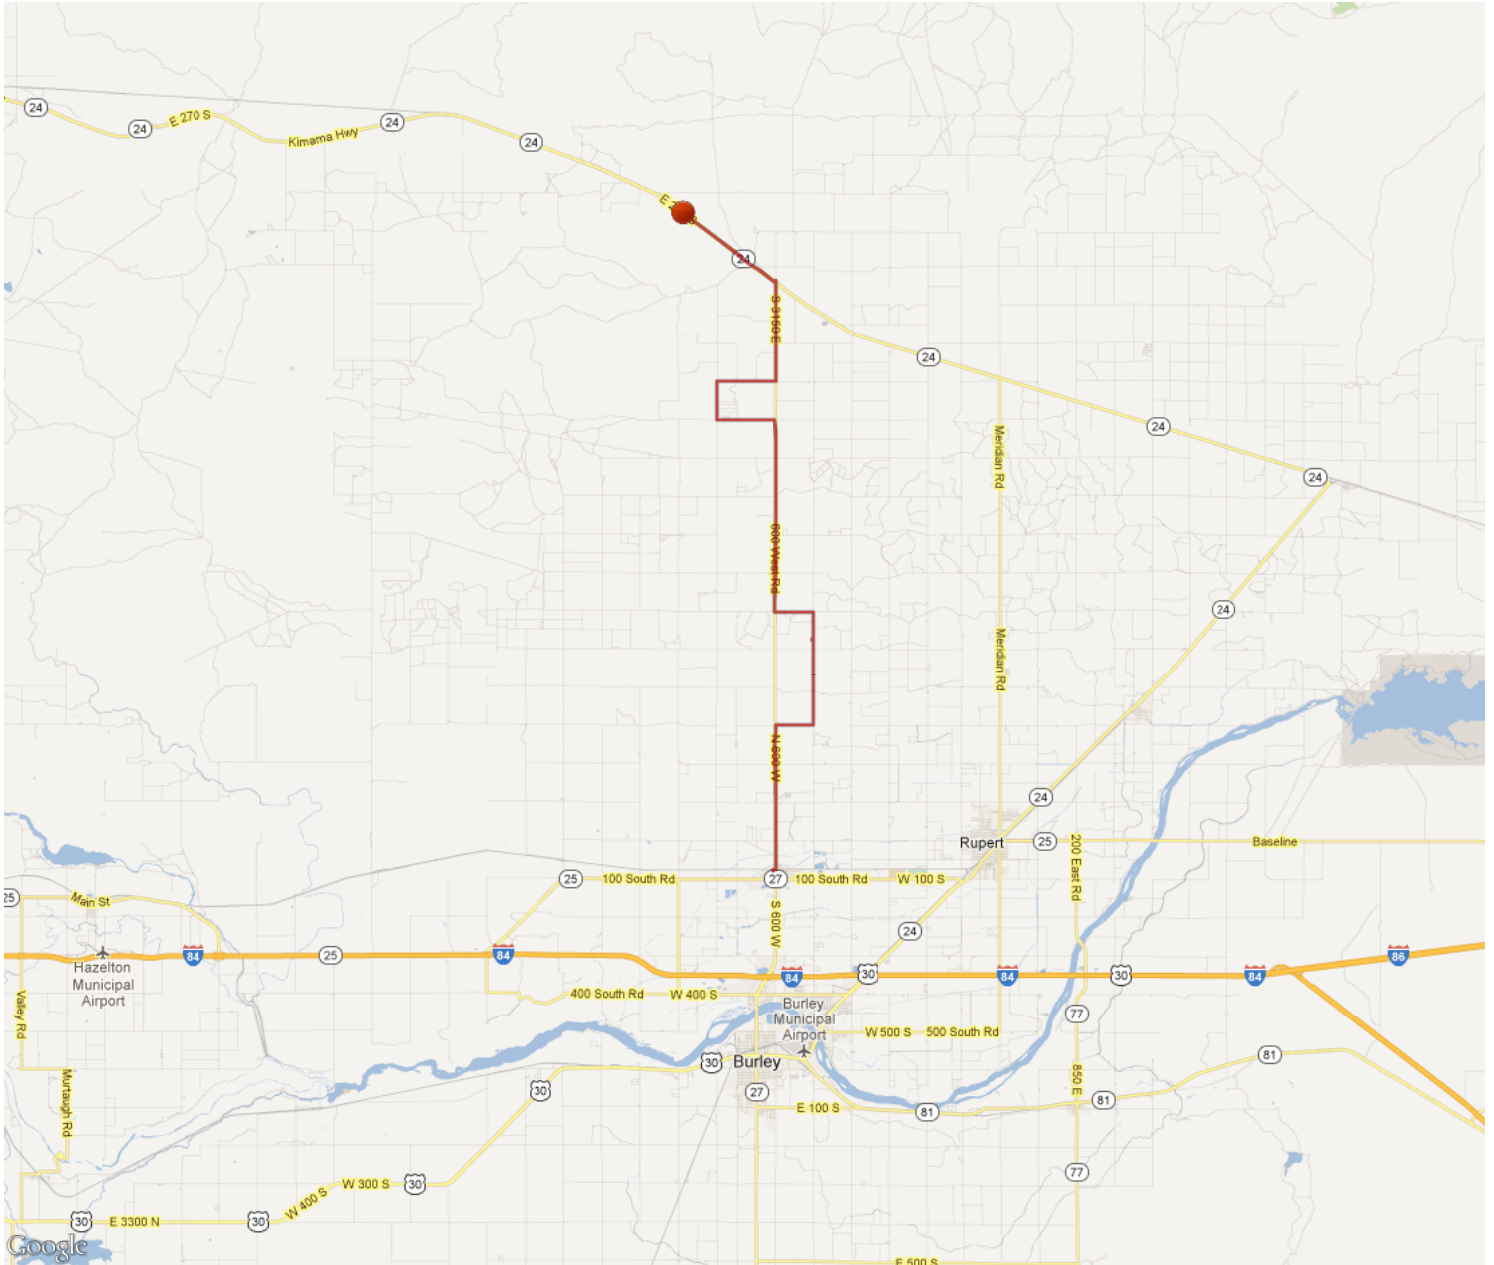 24
E 270 S
24
Kimama Hwy
24
24
24
S 3150 E
24
24
Meridian Rd
24
600 West Rd
24
Meridian Rd
N 600 W
24
Rupert
25
Baseline
200 East Rd
25
100 South Rd
27
100 South Rd
W 100 S
25
Main St
S 600 W
24
84
25
84
84
30
84
30
84
86
Hazelton
Municipal
Airport
400 South Rd
W 400 S
Valley Rd
Burley
Municipal
Airport
77
W 500 S
500 South Rd
81
Burley
30
30
27
850 E
81
E 100 S
81
Murtaugh Rd
77
W 300 S
30
W 400 S
30
E 3300 N
30
Google
E 500 S